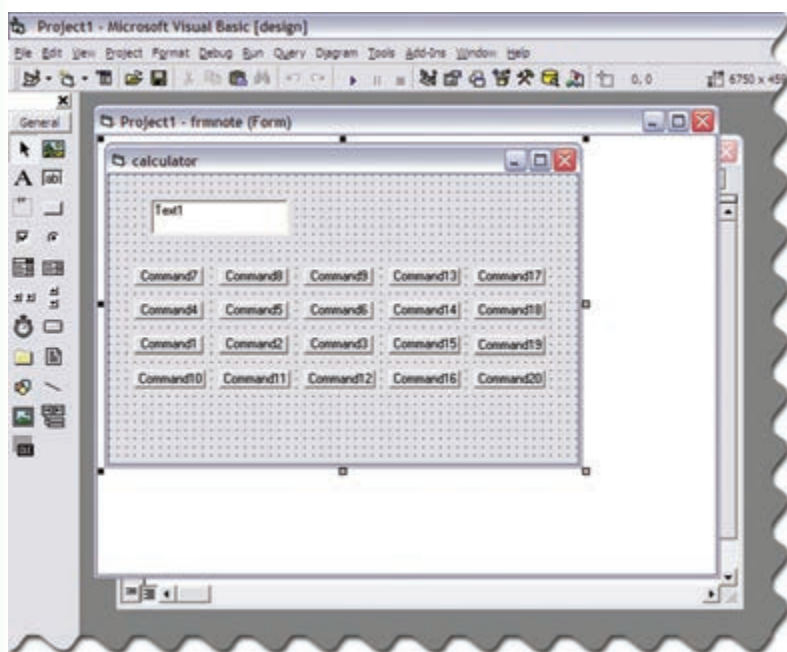 Project1 - Microsoft Visual Basic [design]
File Edit View Project Format Debug Run Query Diagram Tools Add-Ins Window Help
0, 0 6750 x 459
General
Project1 - frmnote (Form)
calculator
A ab
Text1
Command7 Command8 Command9 Command13 Command17
Command4 Command5 Command6 Command14 Command18
Command1 Command2 Command3 Command15 Command19
Command10 Command11 Command12 Command16 Command20